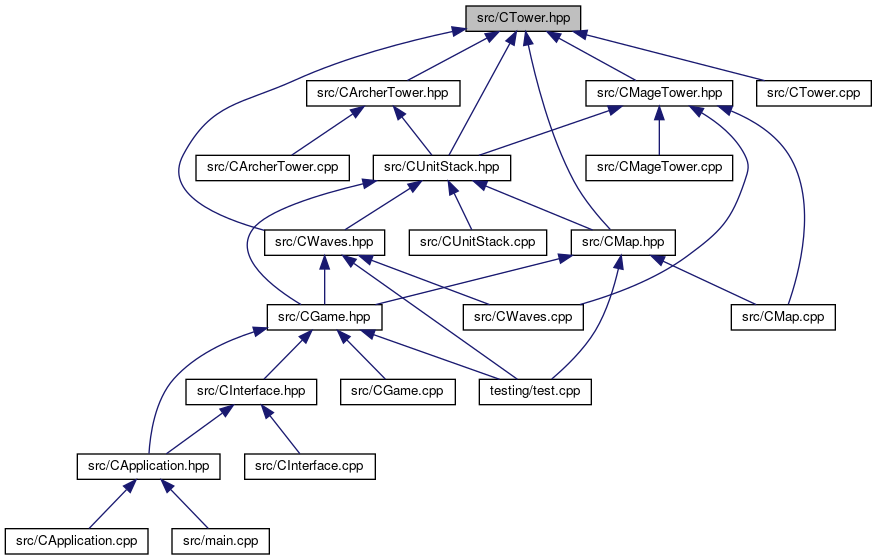 src/CTower.hpp
src/CArcherTower.hpp
src/CMageTower.hpp
src/CTower.cpp
src/CArcherTower.cpp
src/CUnitStack.hpp
src/CMageTower.cpp
src/CWaves.hpp
src/CUnitStack.cpp
src/CMap.hpp
src/CGame.hpp
src/CWaves.cpp
src/CMap.cpp
src/CInterface.hpp
src/CGame.cpp
testing/test.cpp
src/CApplication.hpp
src/CInterface.cpp
src/CApplication.cpp
src/main.cpp